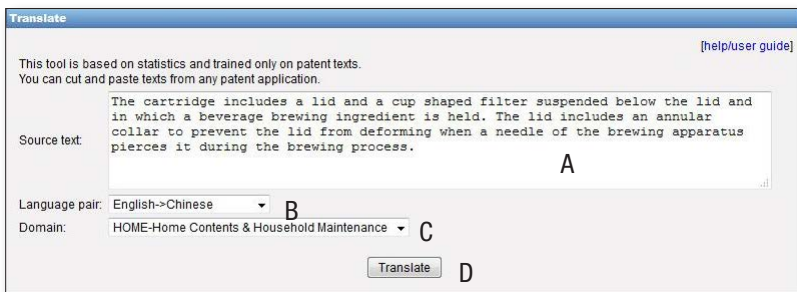 Translate
[help/user guide]
This tool is based on statistics and trained only on patent texts.
You can cut and paste texts from any patent application.
Source text:
The cartridge includes a lid and a cup shaped filter suspended below the lid and
in which a beverage brewing ingredient is held. The lid includes an annular
collar to prevent the lid from deforming when a needle of the brewing apparatus
pierces it during the brewing process.
A
Language pair: English->Chinese B
Domain: HOME-Home Contents & Household Maintenance C
Translate D